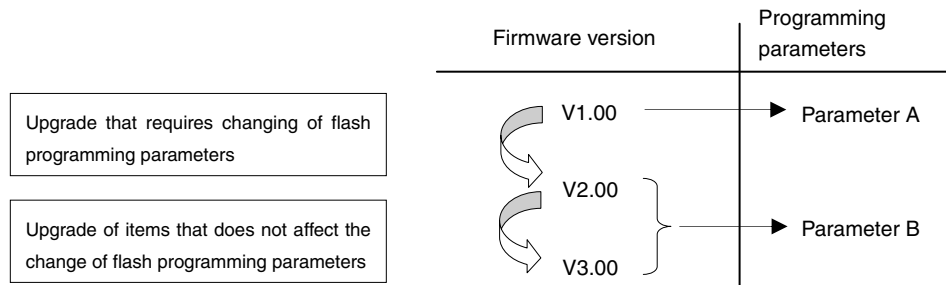 Firmware version
Programming
parameters
Upgrade that requires changing of flash
programming parameters
V1.00
Parameter A
V2.00
Upgrade of items that does not affect the
change of flash programming parameters
Parameter B
V3.00